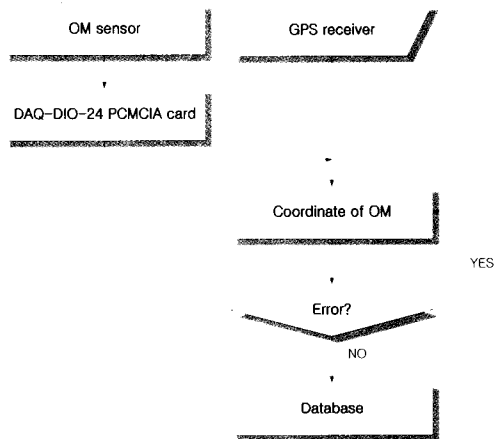 OM sensor
GPS receiver
DAQ-DIO-24 PCMCIA card
Coordinate of OM
YES
Error?
NO
Database